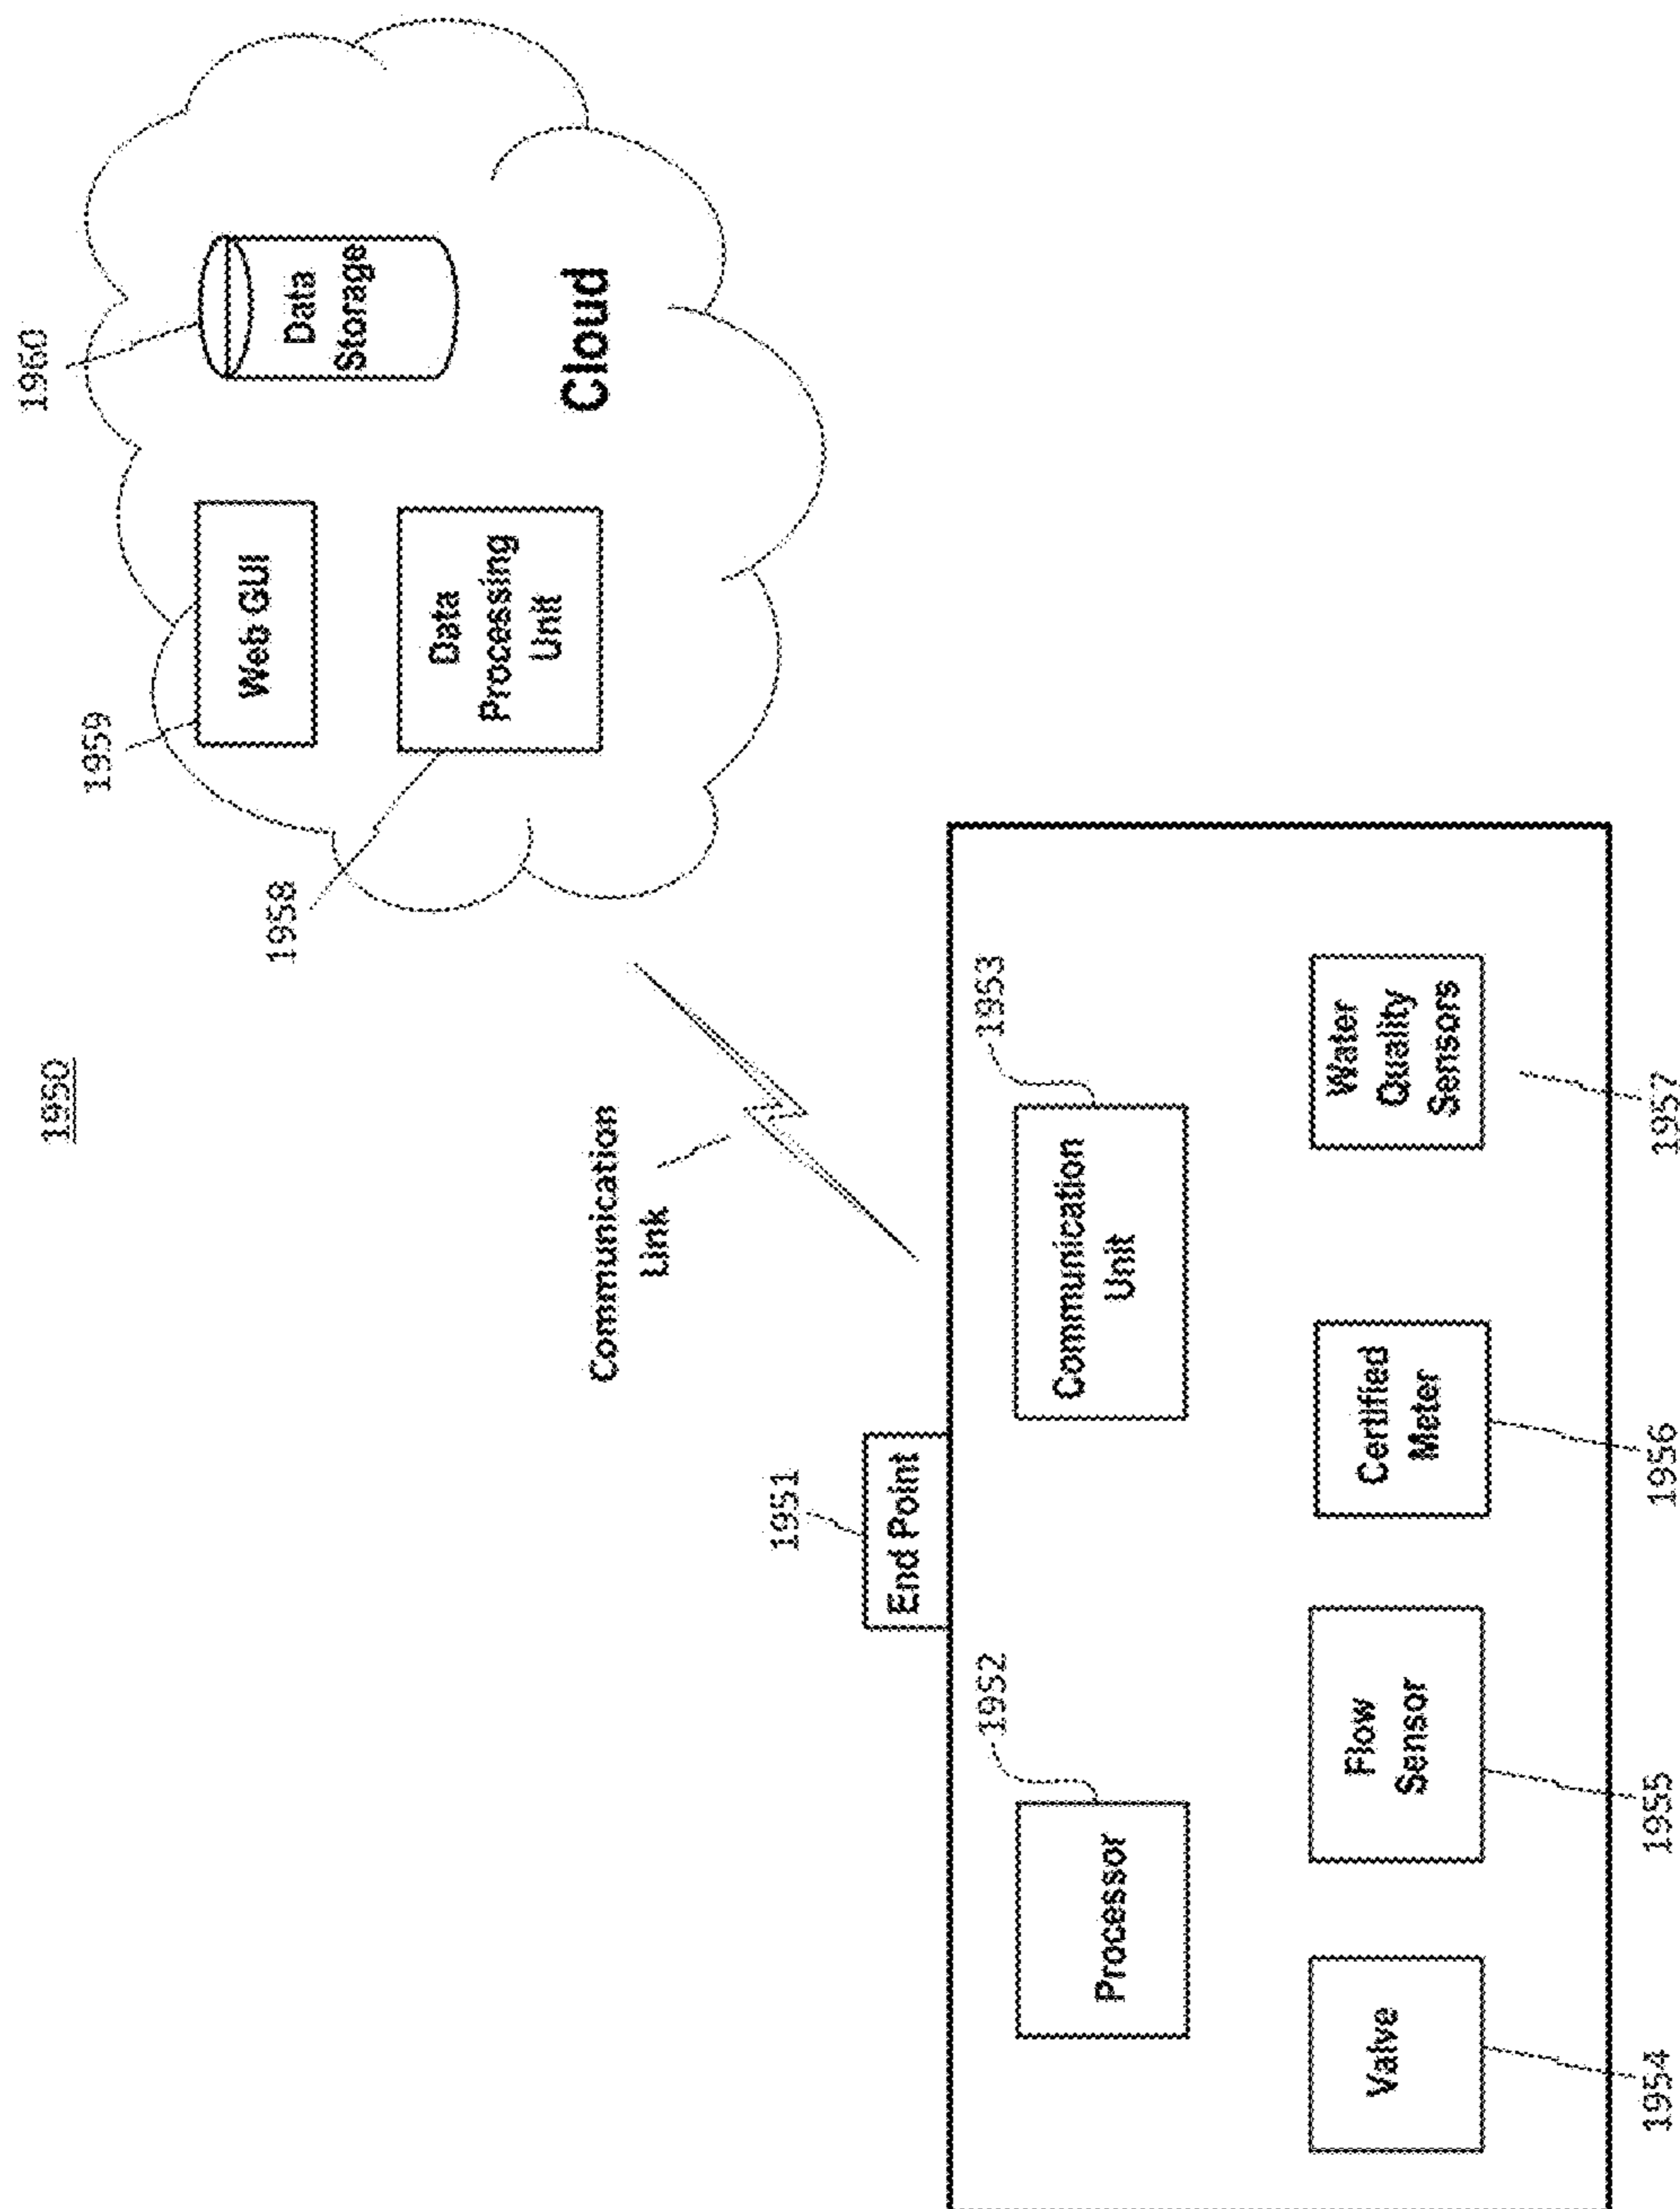 1950
1960
1959
Web GUI
Data
Storage
1958
Data
Processing
Unit
Cloud
Communication
Link
1951
End Point
1952
1953
Processor
Communication
Unit
Valve
Flow
Sensor
Certified
Meter
Water
Quality
Sensors
1954
1955
1956
1957